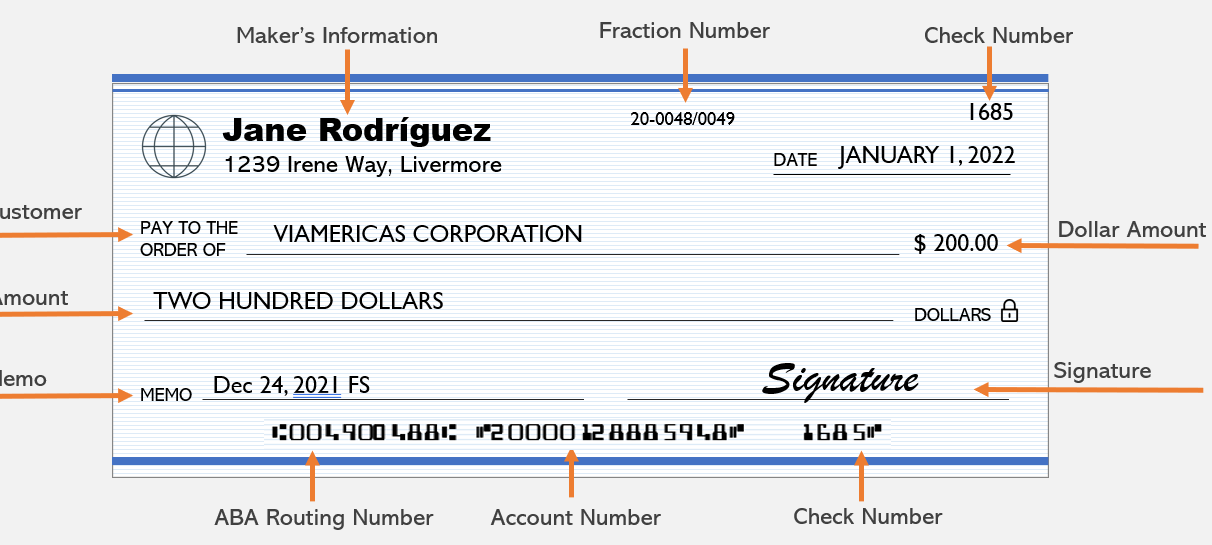 Maker's Information
Fraction Number
Check Number
1685
20-0048/0049
Jane Rodríguez
1239 Irene Way, Livermore
DATE JANUARY 1, 2022
ustomer
PAY TO THE
ORDER OF
VIAMERICAS CORPORATION
$ 200.00
Dollar Amount
mount
TWO HUNDRED DOLLARS
DOLLARS
emo
MEMO Dec 24, 2021 FS
Signature
Signature
⑆004900488⑆ ⑈20000128885948⑈ 1685⑈
ABA Routing Number
Account Number
Check Number